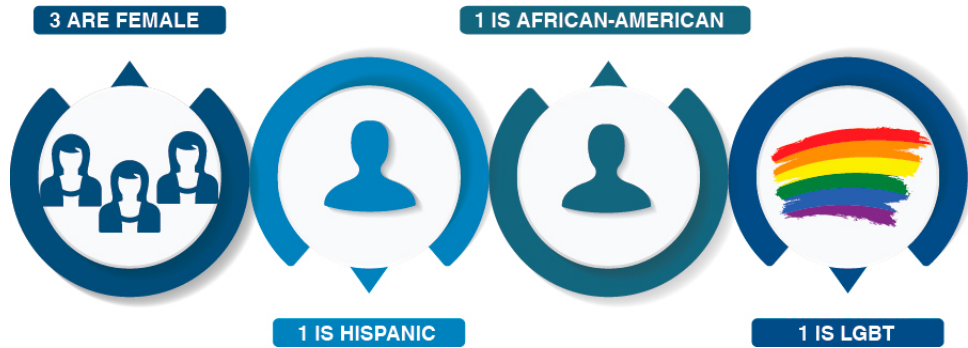 3 ARE FEMALE
1 IS HISPANIC
1 IS AFRICAN-AMERICAN
1 IS LGBT